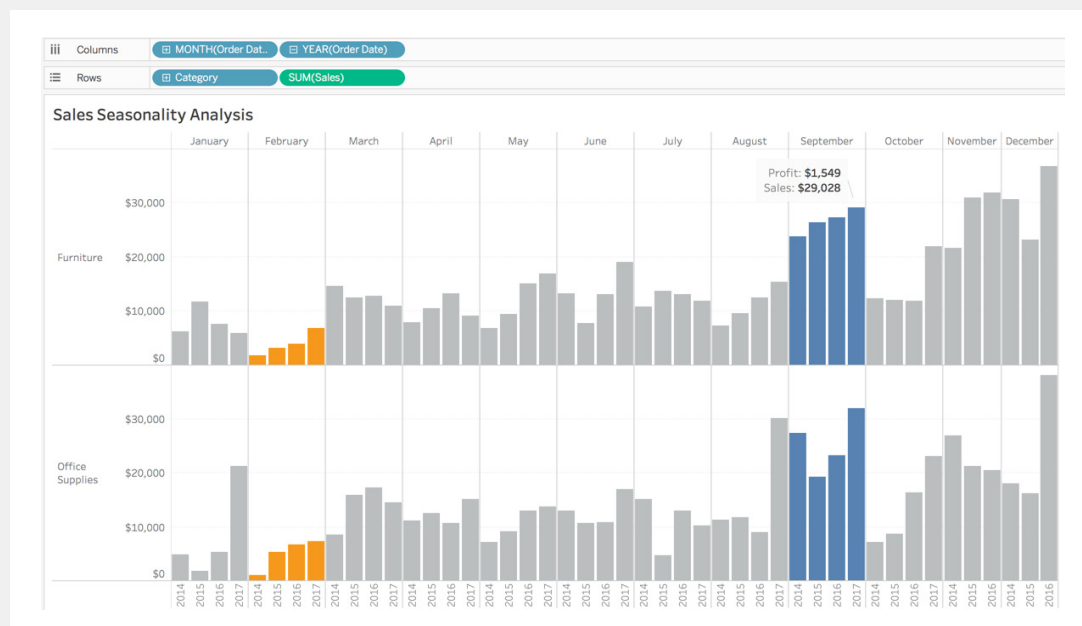 Columns
MONTH(Order Dat..
YEAR(Order Date)
Rows
Category
SUM(Sales)
Sales Seasonality Analysis
January February March April May June July August September October November December
Profit: $1,549
Sales: $29,028
Furniture
$30,000
$20,000
$10,000
$0
Office
Supplies
$30,000
$20,000
$10,000
$0
2014 2015 2016 2017 2014 2015 2016 2017 2014 2015 2016 2017 2014 2015 2016 2017 2014 2015 2016 2017 2014 2015 2016 2017 2014 2015 2016 2017 2014 2015 2016 2017 2014 2015 2016 2017 2014 2015 2016 2017 2014 2015 2016 2014 2015 2016